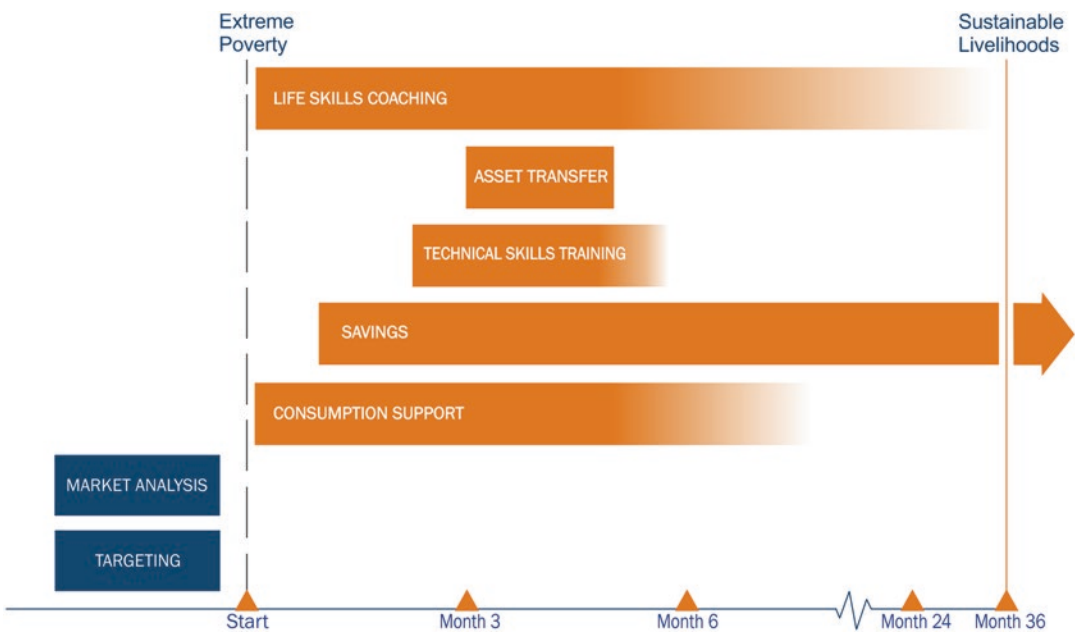 Extreme
Poverty
Sustainable
Livelihoods
LIFE SKILLS COACHING
ASSET TRANSFER
TECHNICAL SKILLS TRAINING
SAVINGS
CONSUMPTION SUPPORT
MARKET ANALYSIS
TARGETING
Start
Month 3
Month 6
Month 24
Month 36